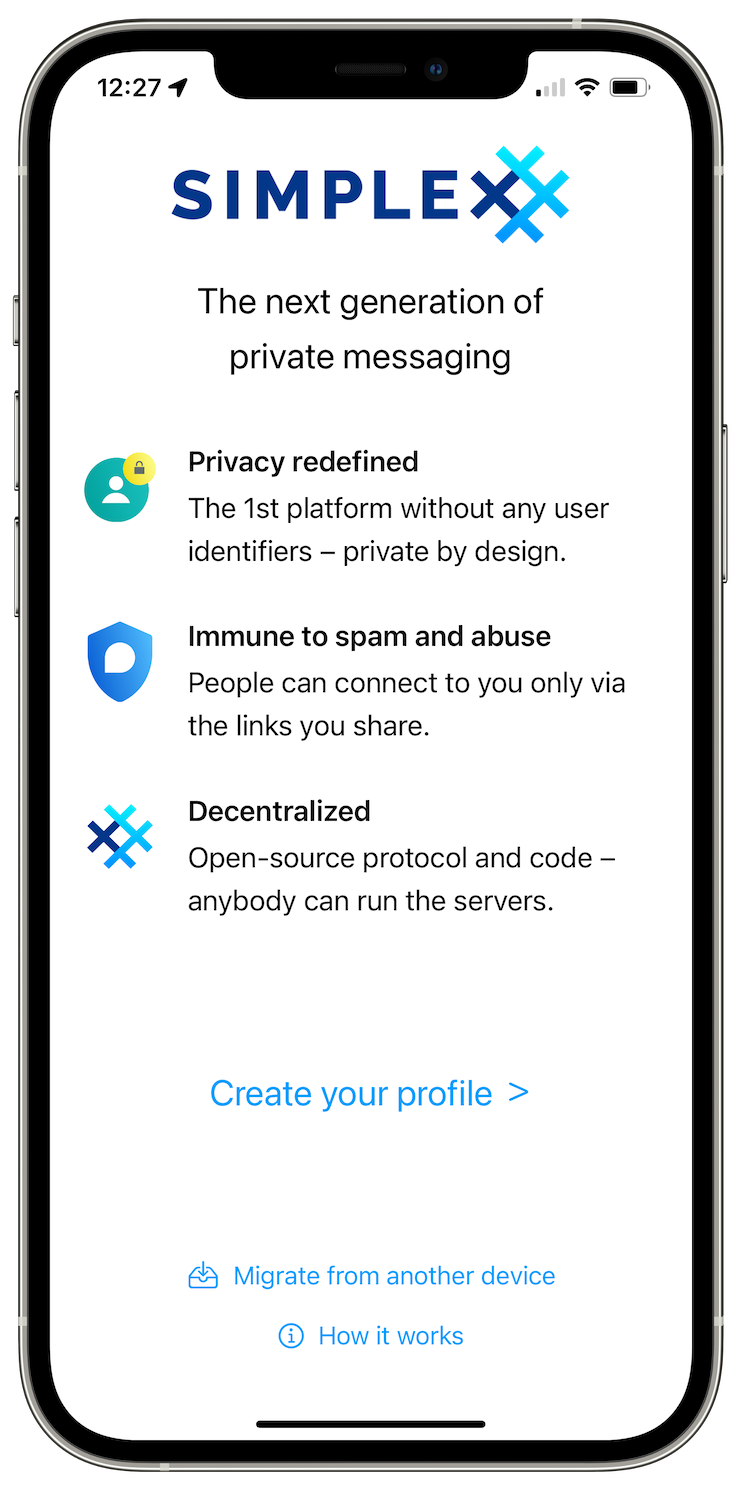 12:27
SIMPLEX
The next generation of
private messaging
Privacy redefined
The 1st platform without any user
identifiers – private by design.
Immune to spam and abuse
People can connect to you only via
the links you share.
Decentralized
Open-source protocol and code –
anybody can run the servers.
Create your profile >
Migrate from another device
How it works